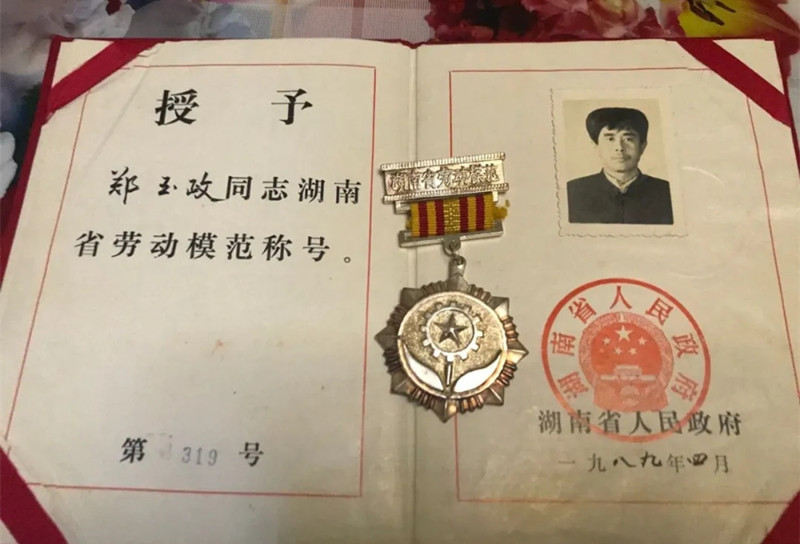 授予
郑玉政同志湖南
省劳动模范称号。
第 319 号
湖南省劳动模范
湖南省人民政府
湖南省人民政府
一九八九年四月